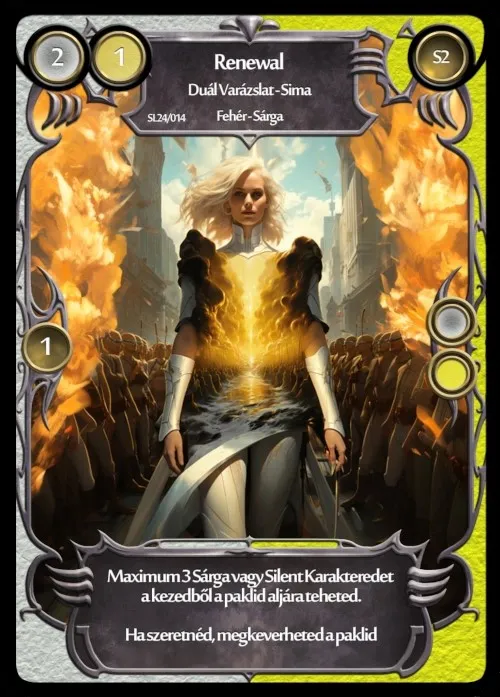 2 1 S2
Renewal
Duál Varázslat - Sima
SL24/014 Fehér - Sárga
1
Maximum 3 Sárga vagy Silent Karakteredet
a kezedből a paklid aljára teheted.
Ha szeretnéd, megkeverheted a paklid